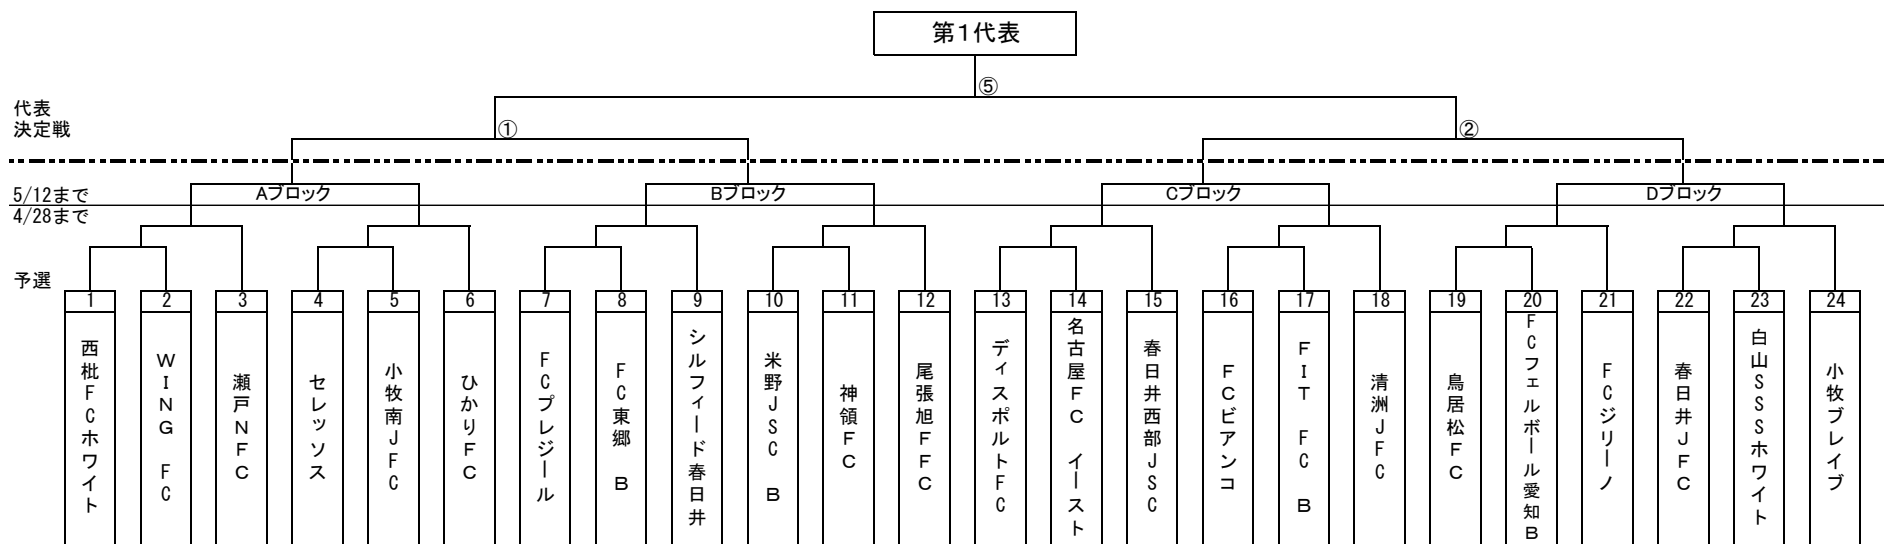 第1代表
⑤
代表
決定戦
① ②
5/12まで Aブロック Bブロック Cブロック Dブロック
4/28まで
予選
1 2 3 4 5 6 7 8 9 10 11 12 13 14 15 16 17 18 19 20 21 22 23 24
西枇FCホワイト
WING FC
瀬戸NFC
セレッソス
小牧南JFC
ひかりFC
FCプレジール
FC東郷 B
シルフィード春日井
米野JSC B
神領FC
尾張旭FFC
ディスポルトFC
名古屋FC イースト
春日井西部JSC
FCビアンコ
FIT FC B
清洲JFC
鳥居松FC
FCフェルボール愛知B
FCジリーノ
春日井JFC
白山SSSホワイト
小牧ブレイブ